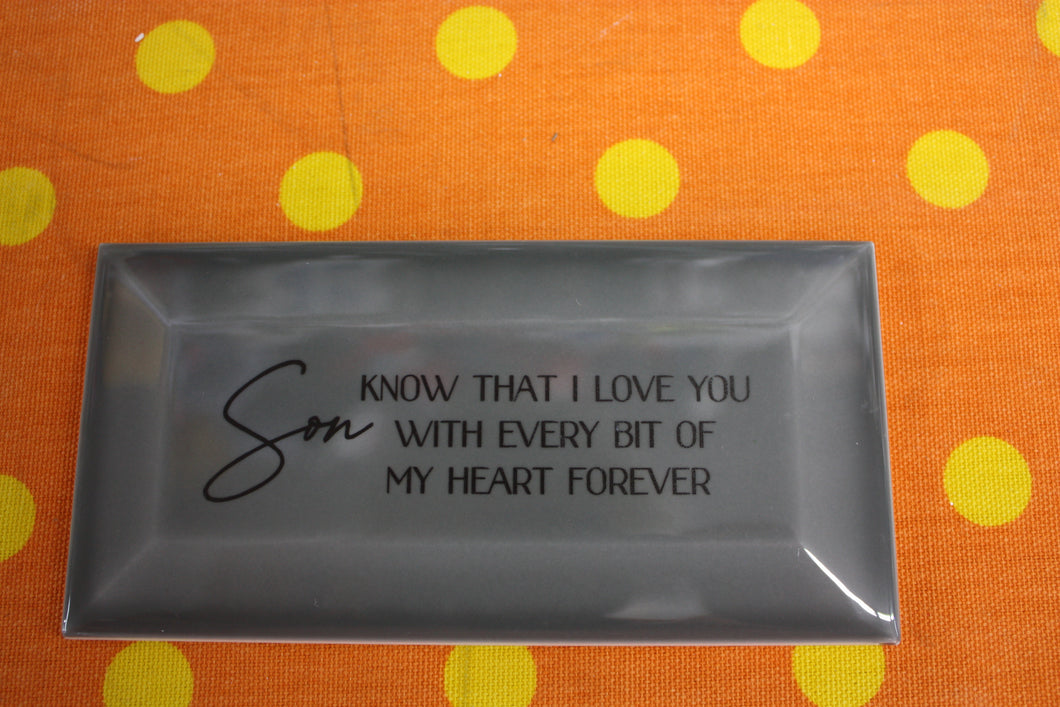 Son KNOW THAT I LOVE YOU
WITH EVERY BIT OF
MY HEART FOREVER